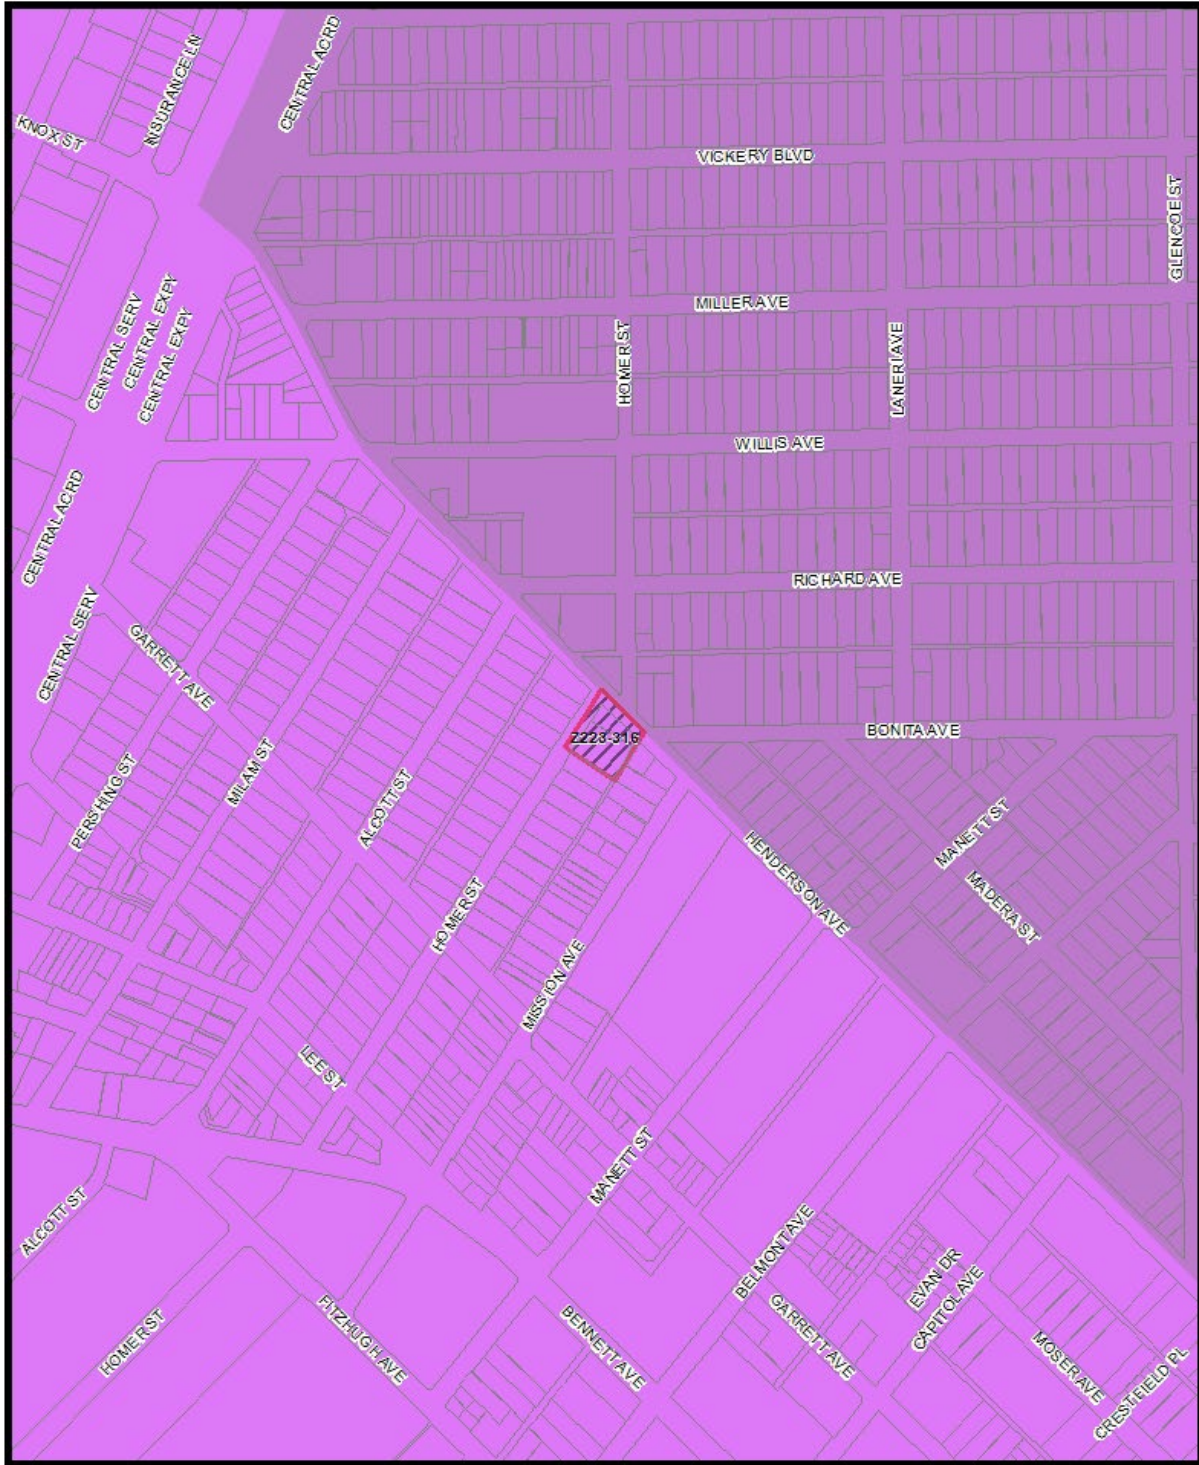 INSURANCE LN
CENTRAL ACRD
KNOX ST
VICKERY BLVD
GLENCOE ST
CENTRAL SERV
CENTRAL EXPY
CENTRAL EXPY
MILLER AVE
HOMER ST
LANERI AVE
WILLIS AVE
CENTRAL ACRD
RICHARD AVE
CENTRAL SERV
GARRETT AVE
Z223-316
BONITA AVE
PERSHING ST
MILAM ST
ALCOTT ST
MANETT ST
HENDERSON AVE
MADERA ST
HOMER ST
MISSION AVE
LEE ST
MANETT ST
ALCOTT ST
BELMONT AVE
EVAN DR
CAPITOL AVE
HOMER ST
FITZHUGH AVE
BENNETT AVE
GARRETT AVE
MOSER AVE
CRESTFIELD PL